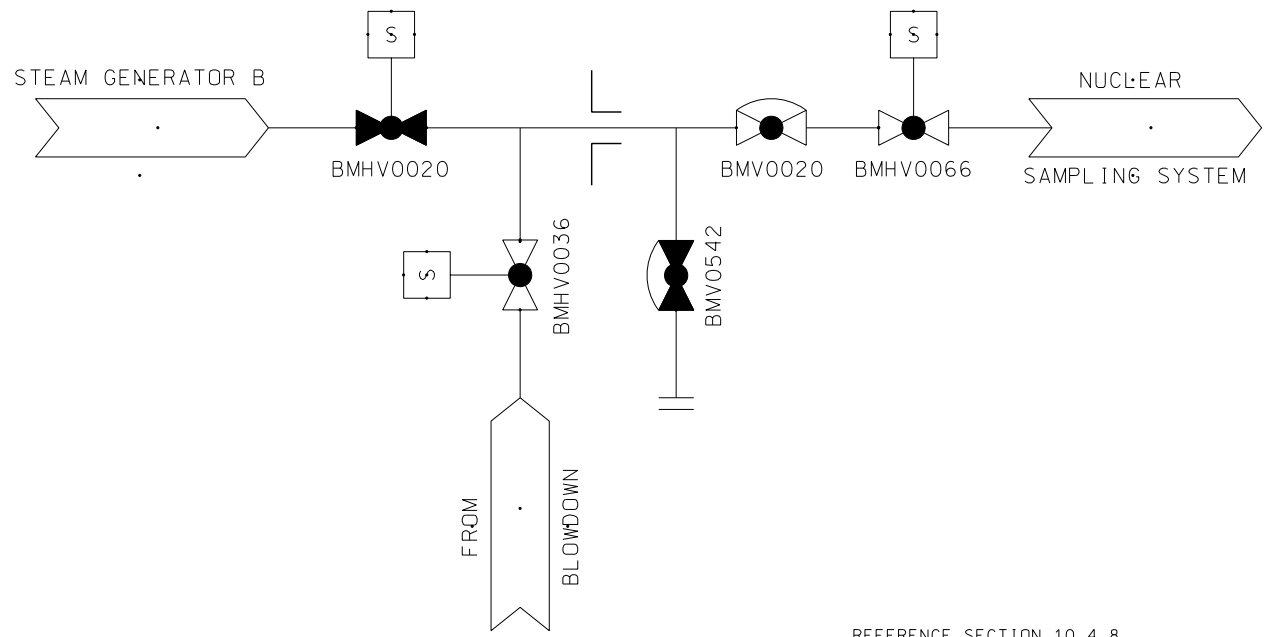 S
S
STEAM GENERATOR B
NUCLEAR
BMHV0020
BMV0020
BMHV0066
SAMPLING SYSTEM
S
BMHV0036
BMV0542
FROM
BLOWDOWN
REFERENCE SECTION 10.4.8